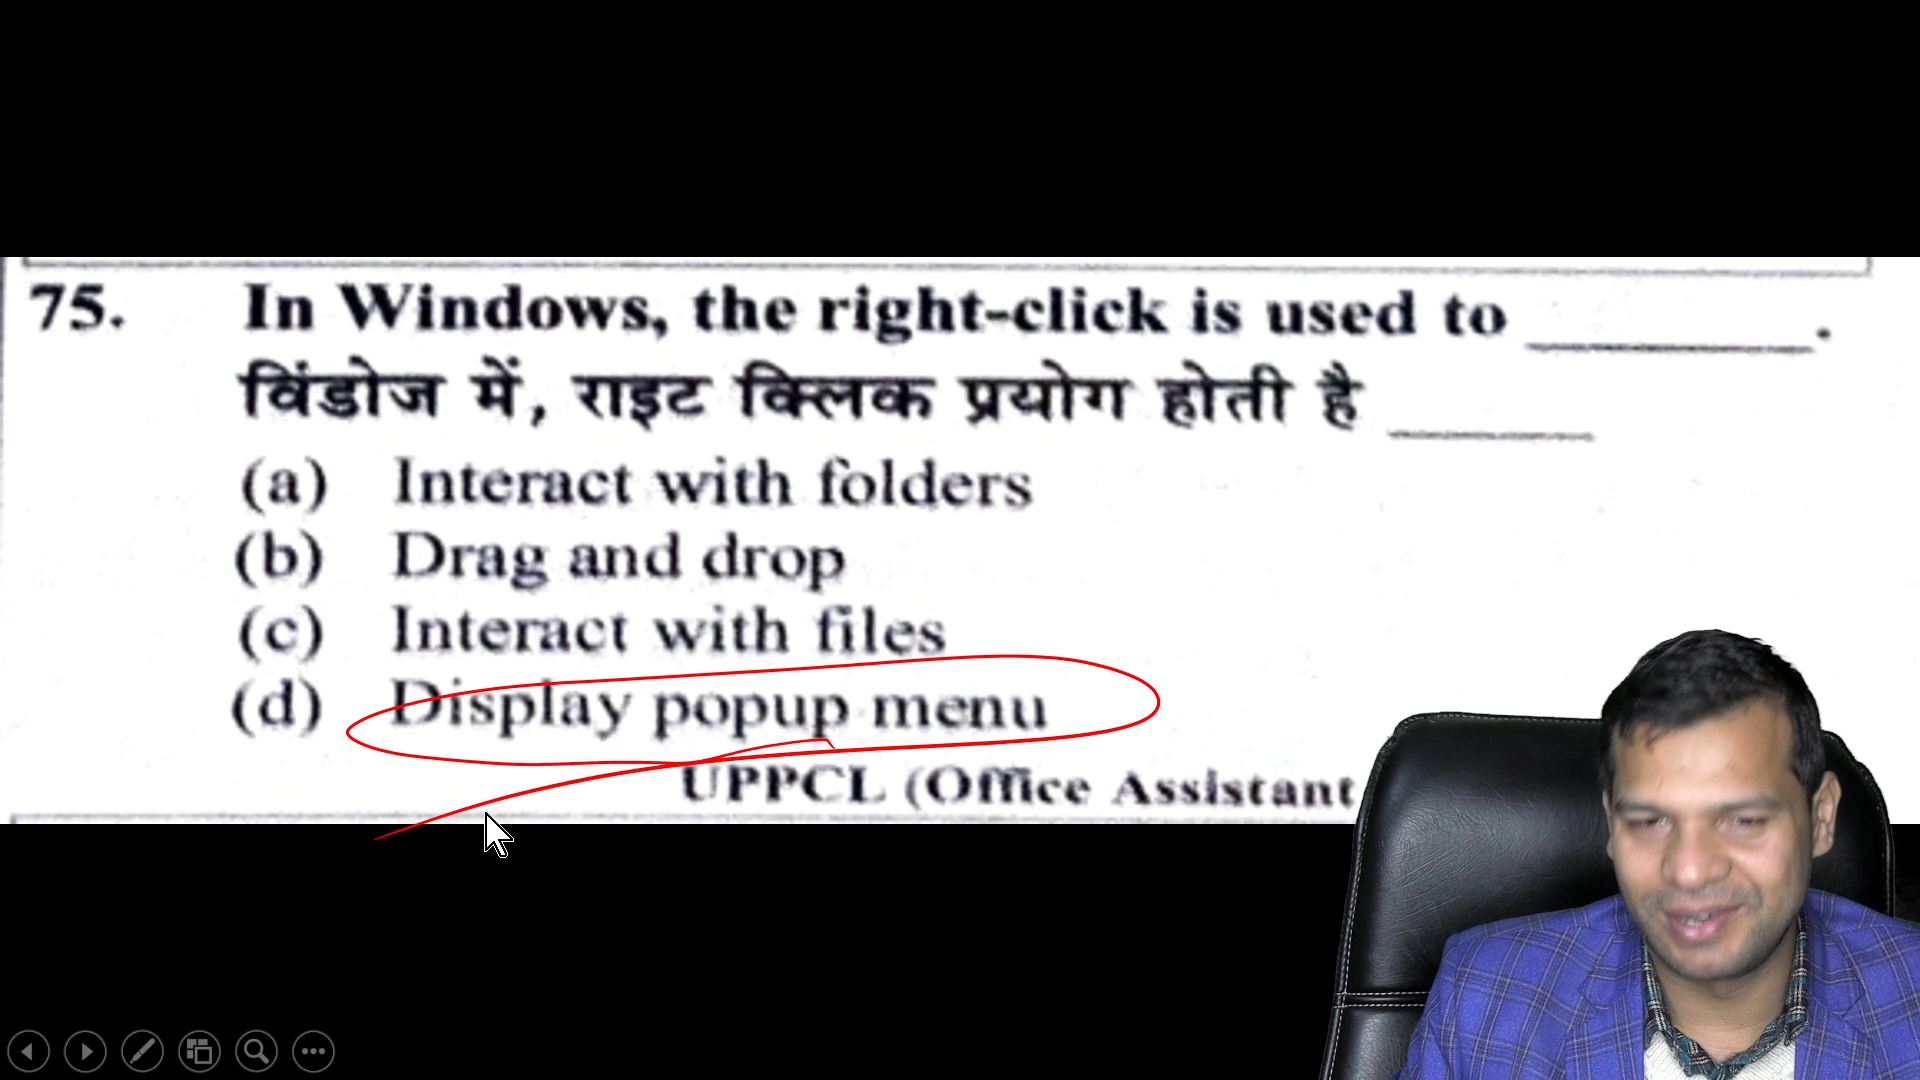 75. In Windows, the right-click is used to ________.
विंडोज में, राइट क्लिक प्रयोग होती है ________
(a) Interact with folders
(b) Drag and drop
(c) Interact with files
(d) Display popup menu
UPPCL (Office Assistant